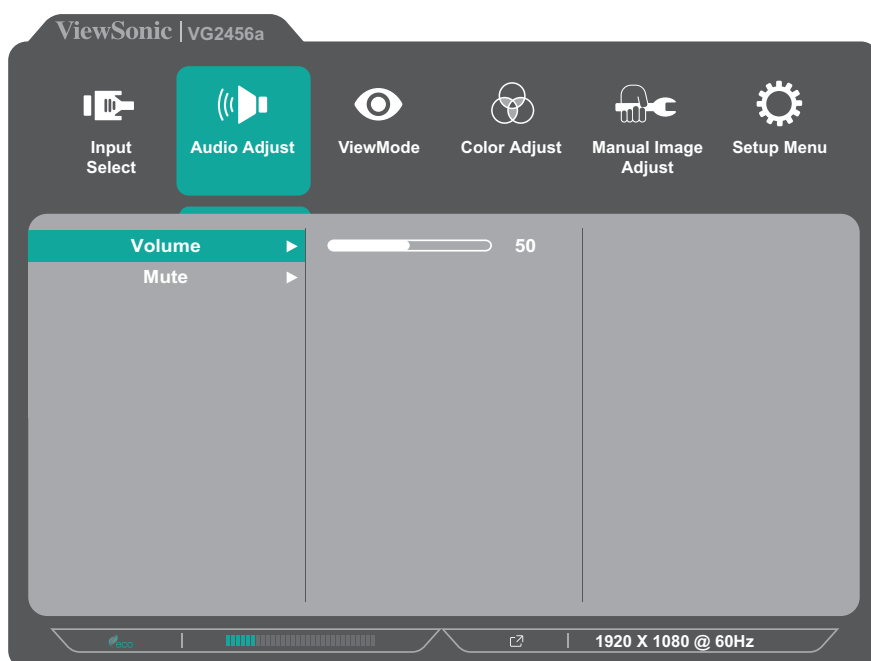 ViewSonic | VG2456a
Input Select
Audio Adjust
ViewMode
Color Adjust
Manual Image Adjust
Setup Menu
Volume
50
Mute
eco
1920 X 1080 @ 60Hz